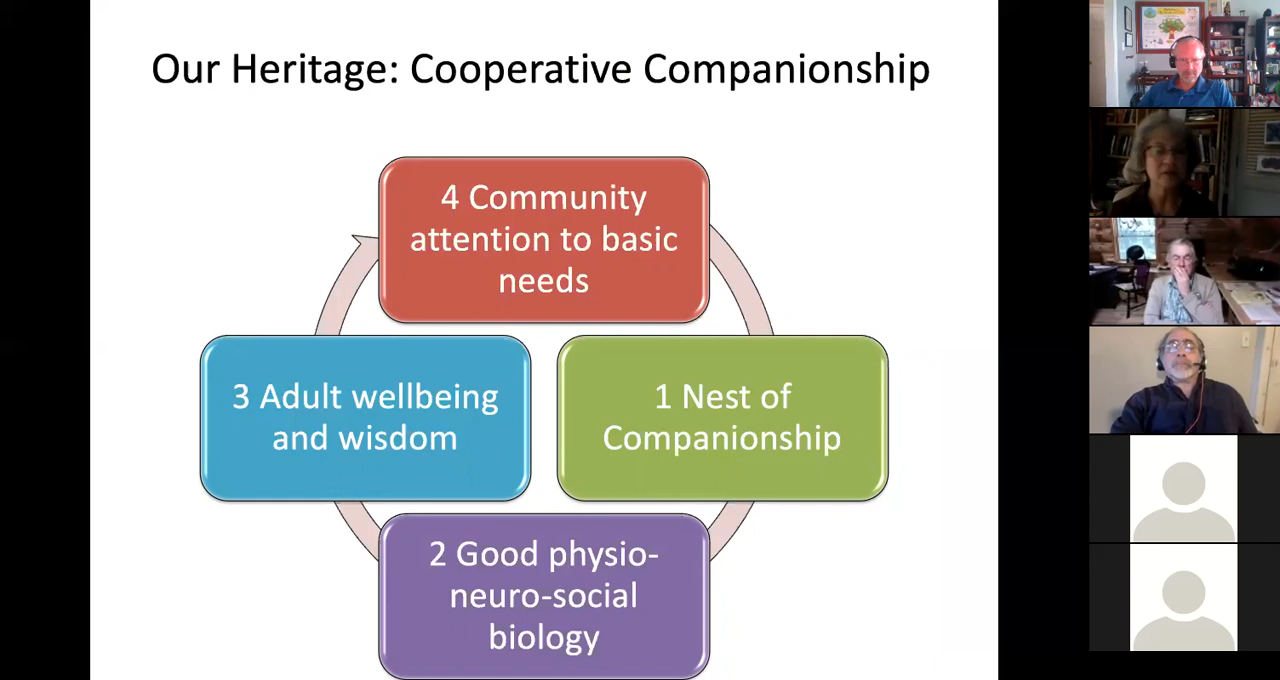 Our Heritage: Cooperative Companionship
4 Community
attention to basic
needs
3 Adult wellbeing
and wisdom
1 Nest of
Companionship
2 Good physio-
neuro-social
biology